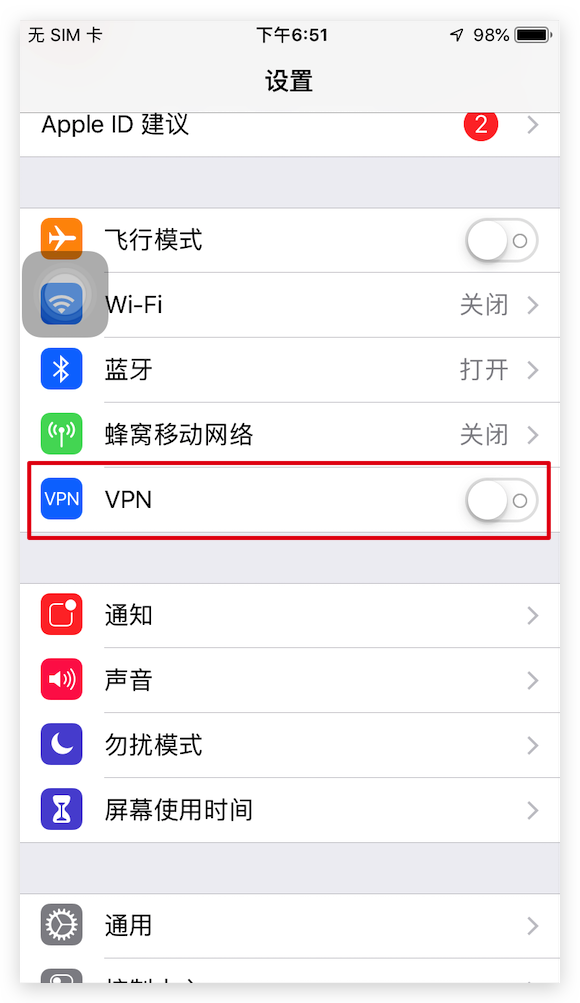 无 SIM 卡 下午6:51 98%
设置
Apple ID 建议 2
飞行模式
Wi-Fi 关闭
蓝牙 打开
蜂窝移动网络 关闭
VPN VPN
通知
声音
勿扰模式
屏幕使用时间
通用